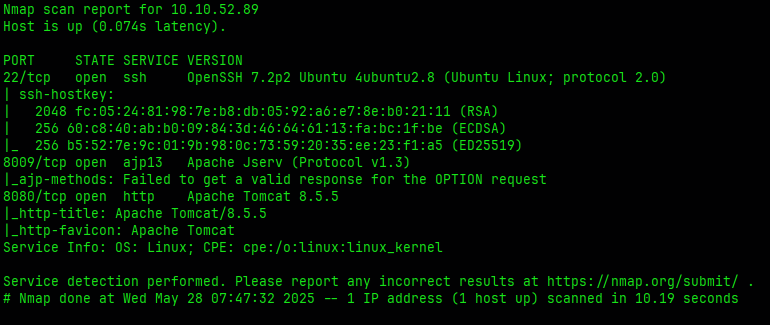 Nmap scan report for 10.10.52.89
Host is up (0.074s latency).
PORT     STATE SERVICE VERSION
22/tcp   open  ssh     OpenSSH 7.2p2 Ubuntu 4ubuntu2.8 (Ubuntu Linux; protocol 2.0)
| ssh-hostkey:
|   2048 fc:05:24:81:98:7e:b8:db:05:92:a6:e7:8e:b0:21:11 (RSA)
|   256 60:c8:40:ab:b0:09:84:3d:46:64:61:13:fa:bc:1f:be (ECDSA)
|_  256 b5:52:7e:9c:01:9b:98:0c:73:59:20:35:ee:23:f1:a5 (ED25519)
8009/tcp open  ajp13   Apache Jserv (Protocol v1.3)
|_ajp-methods: Failed to get a valid response for the OPTION request
8080/tcp open  http    Apache Tomcat 8.5.5
|_http-title: Apache Tomcat/8.5.5
|_http-favicon: Apache Tomcat
Service Info: OS: Linux; CPE: cpe:/o:linux:linux_kernel
Service detection performed. Please report any incorrect results at https://nmap.org/submit/ .
# Nmap done at Wed May 28 07:47:32 2025 -- 1 IP address (1 host up) scanned in 10.19 seconds